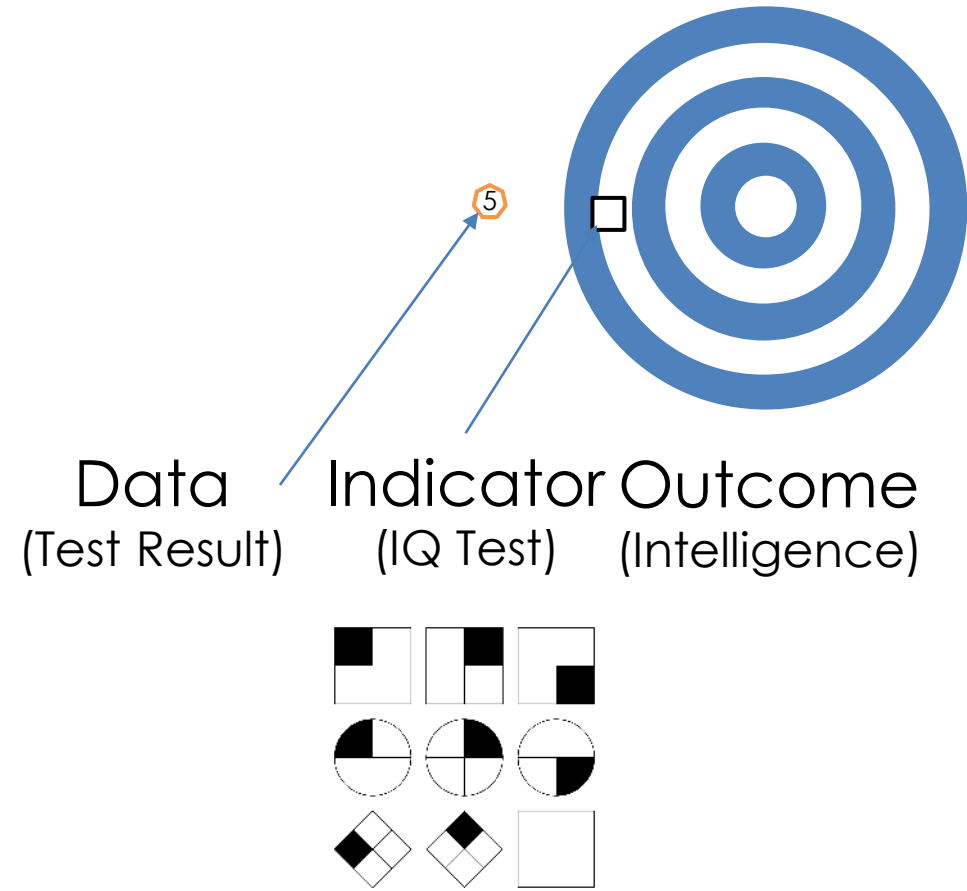 5
Data
(Test Result)
Indicator
(IQ Test)
Outcome
(Intelligence)